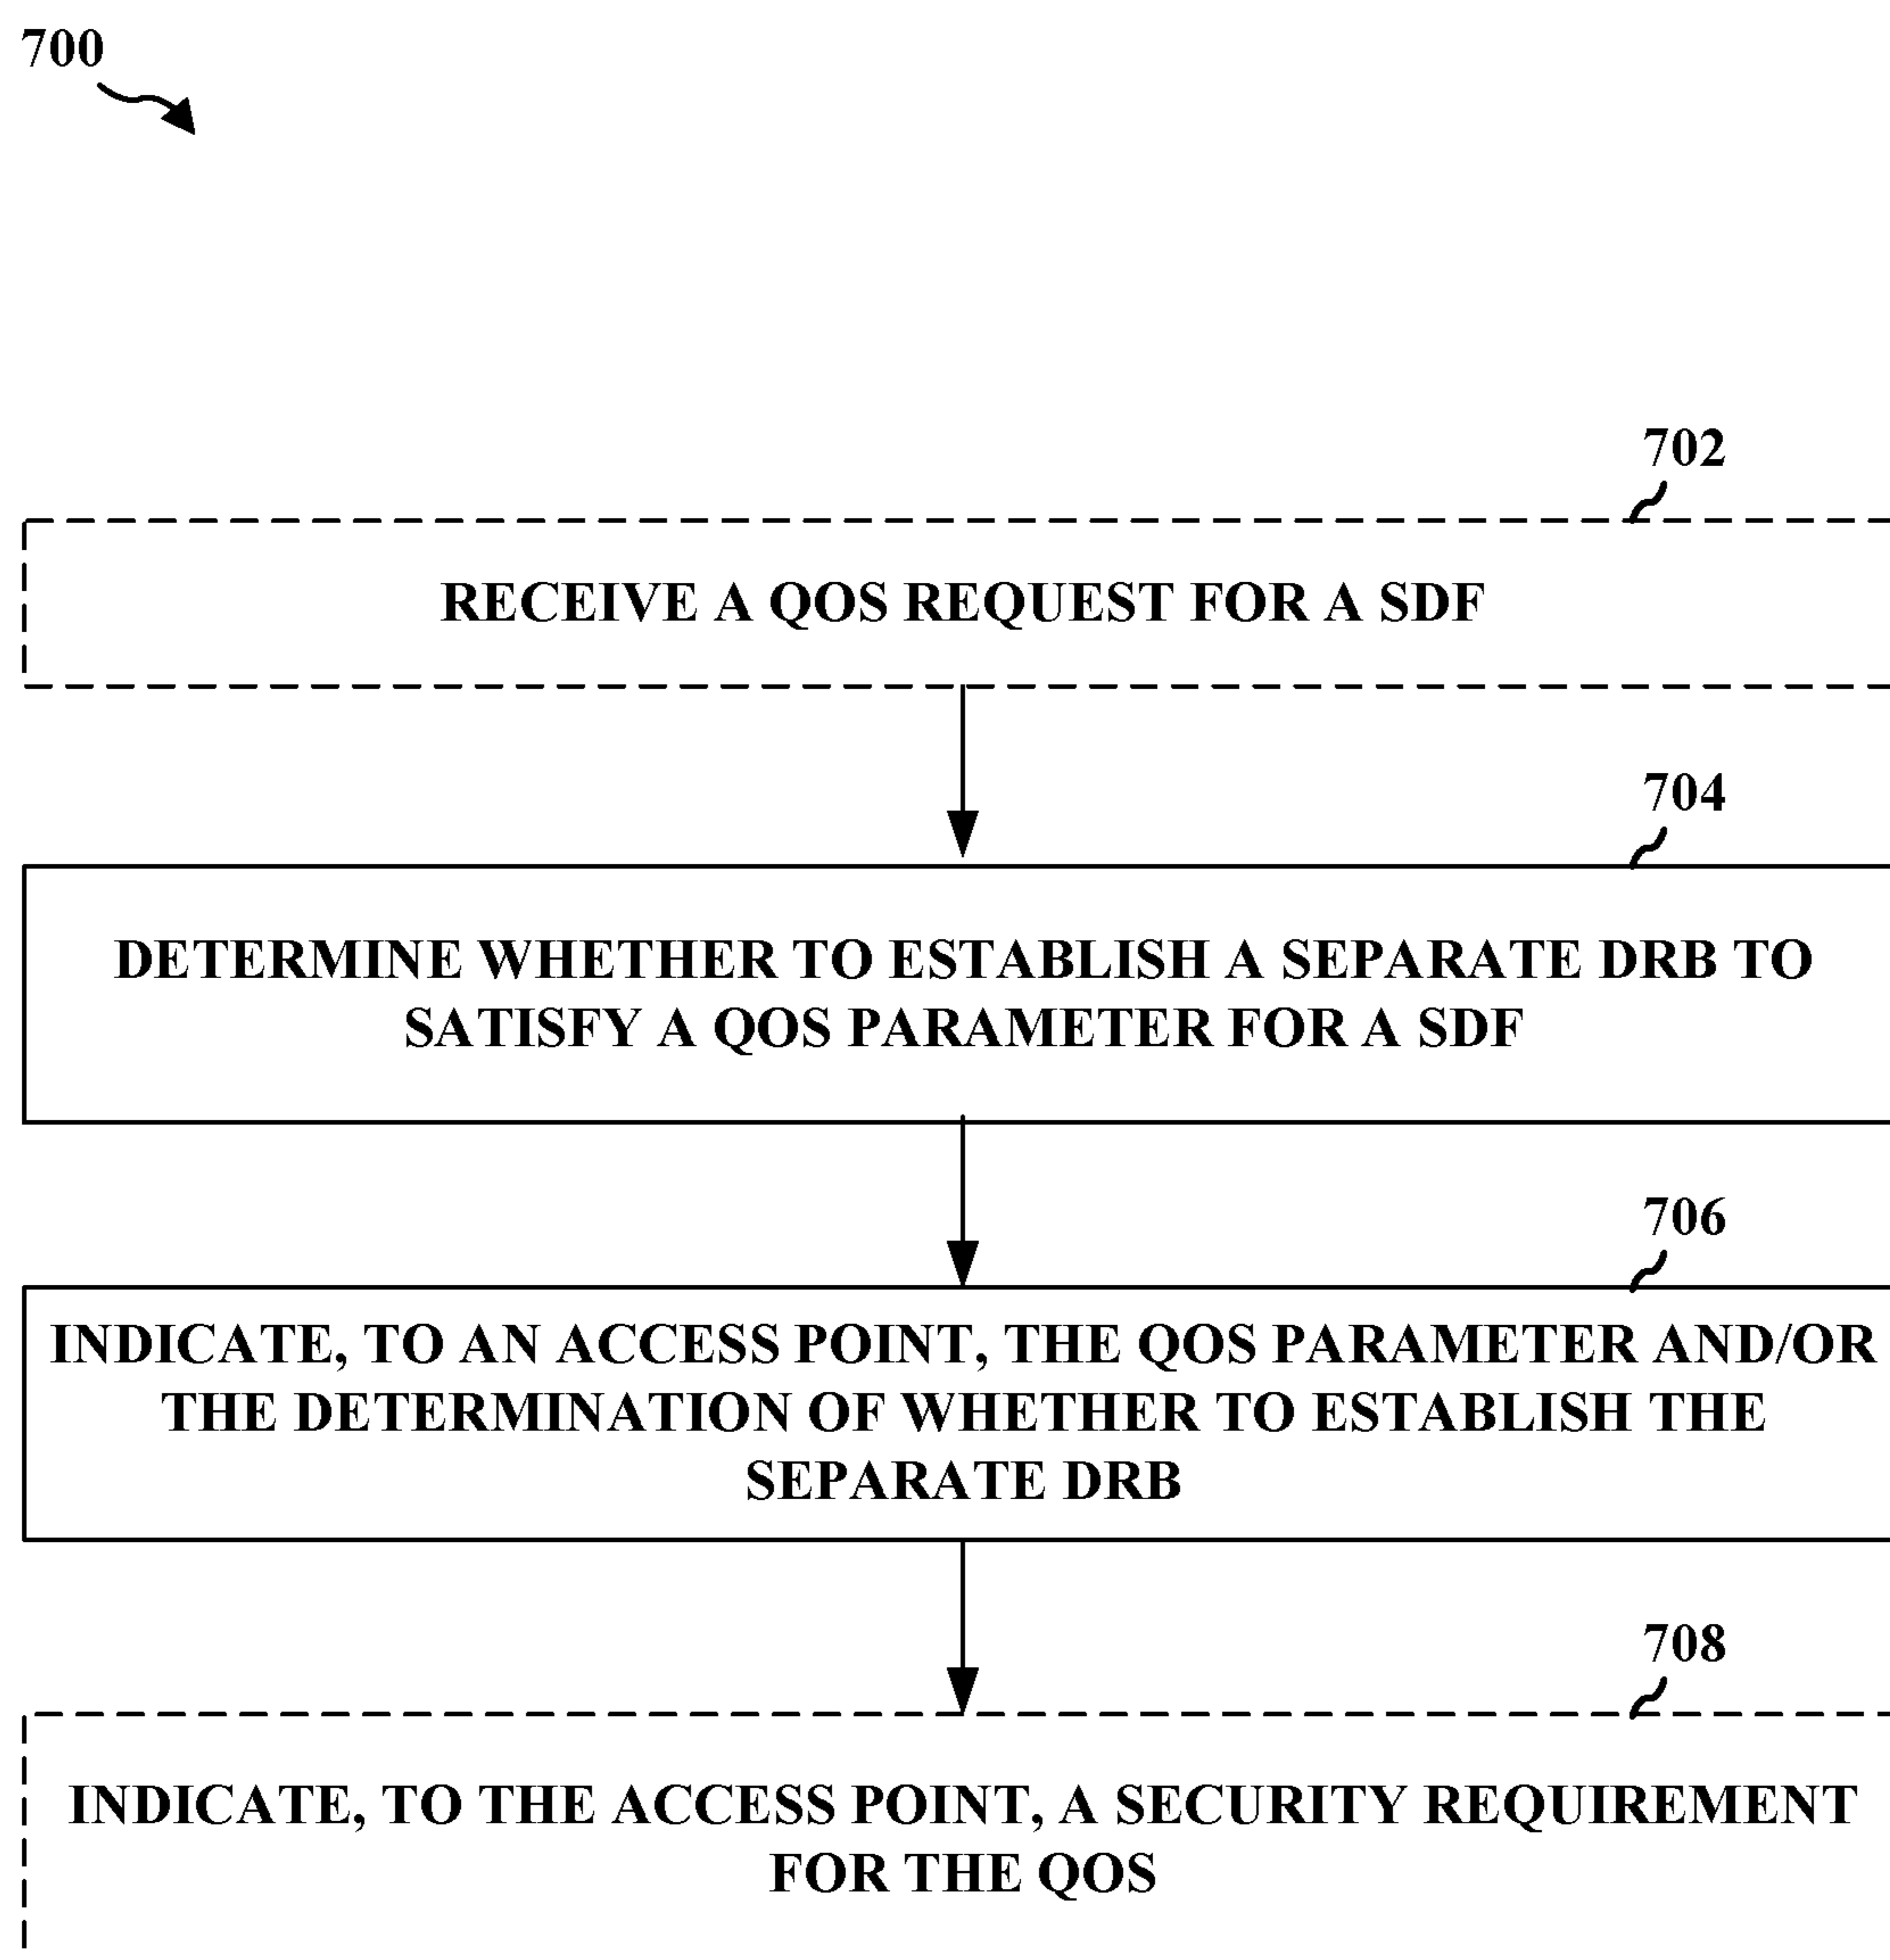 700
702
RECEIVE A QOS REQUEST FOR A SDF
704
DETERMINE WHETHER TO ESTABLISH A SEPARATE DRB TO
SATISFY A QOS PARAMETER FOR A SDF
706
INDICATE, TO AN ACCESS POINT, THE QOS PARAMETER AND/OR
THE DETERMINATION OF WHETHER TO ESTABLISH THE
SEPARATE DRB
708
INDICATE, TO THE ACCESS POINT, A SECURITY REQUIREMENT
FOR THE QOS